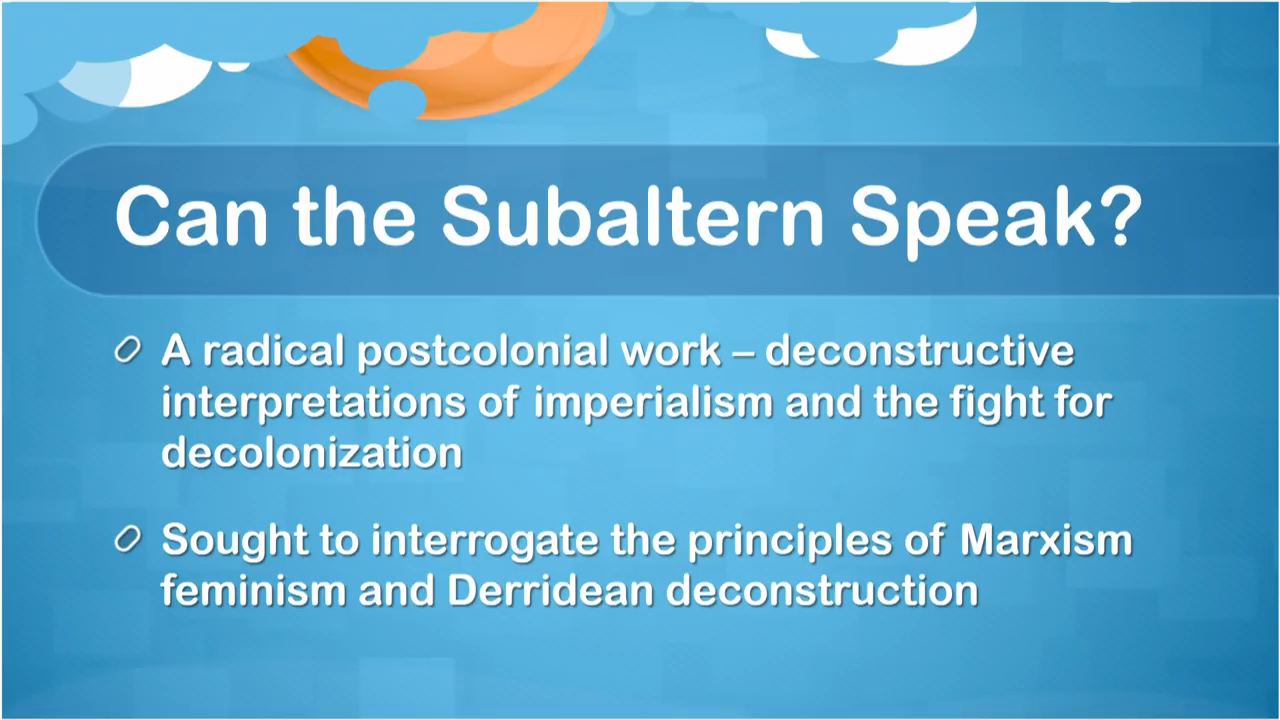 Can the Subaltern Speak?
A radical postcolonial work – deconstructive
interpretations of imperialism and the fight for
decolonization
Sought to interrogate the principles of Marxism
feminism and Derridean deconstruction